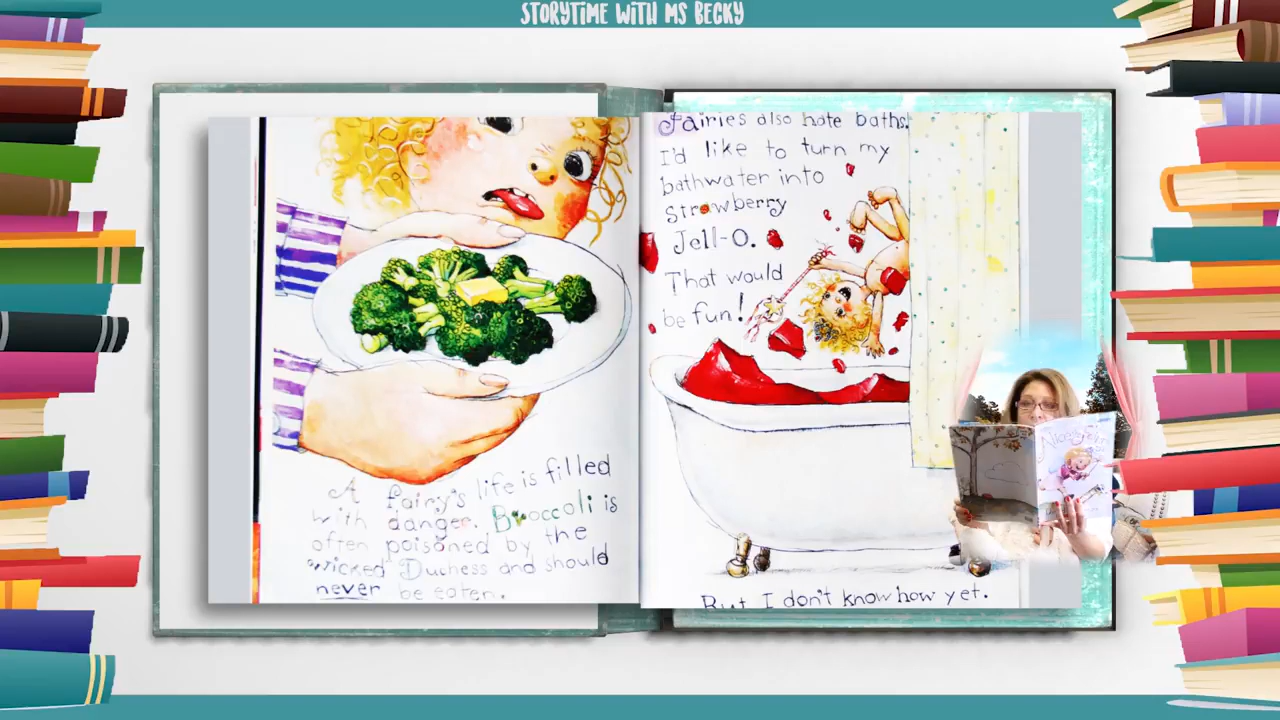 STORYTIME WITH MS BECKY
A fairy's life is filled
with danger. Broccoli is
often poisoned by the
wicked Duchess and should
never be eaten.
Fairies also hate baths.
I'd like to turn my
bathwater into
strawberry
Jell-O.
That would
be fun!
But I don't know how yet.
Alice